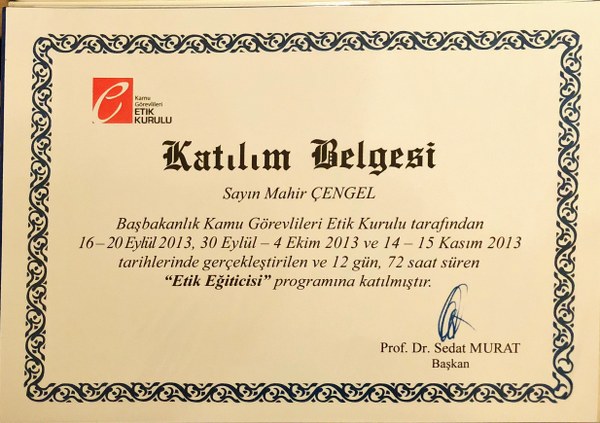 Kamu
Görevlileri
ETİK
KURULU
Katılım Belgesi
Sayın Mahir ÇENGEL
Başbakanlık Kamu Görevlileri Etik Kurulu tarafından
16 – 20 Eylül 2013, 30 Eylül – 4 Ekim 2013 ve 14 – 15 Kasım 2013
tarihlerinde gerçekleştirilen ve 12 gün, 72 saat süren
“Etik Eğiticisi” programına katılmıştır.
Prof. Dr. Sedat MURAT
Başkan